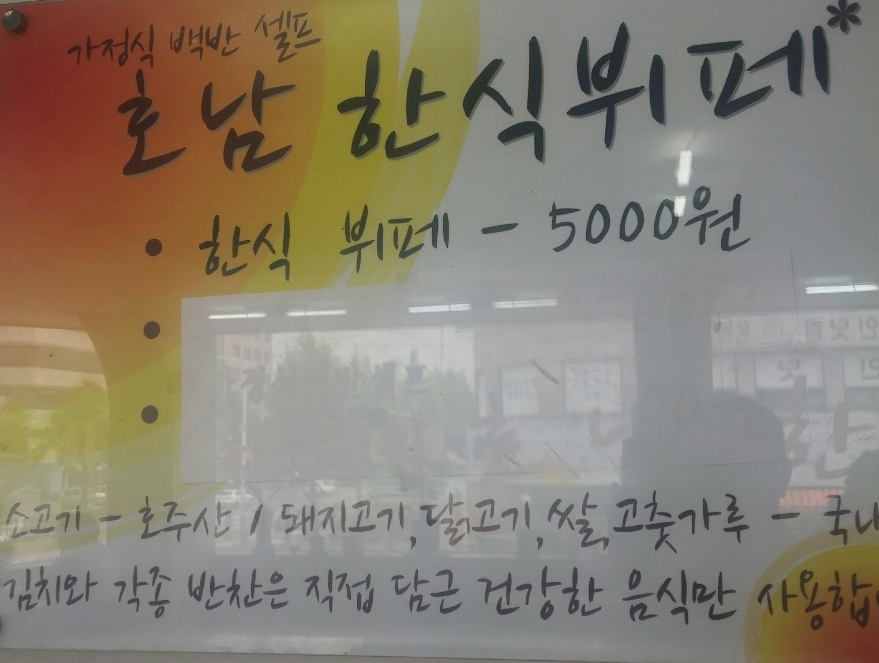 가정식 백반 셀프
호남 한식뷔페*
• 한식 뷔페 - 5000원
•
•
소고기 - 호주산 / 돼지고기,닭고기,쌀,고춧가루 - 국내
김치와 각종 반찬은 직접 담근 건강한 음식만 사용합